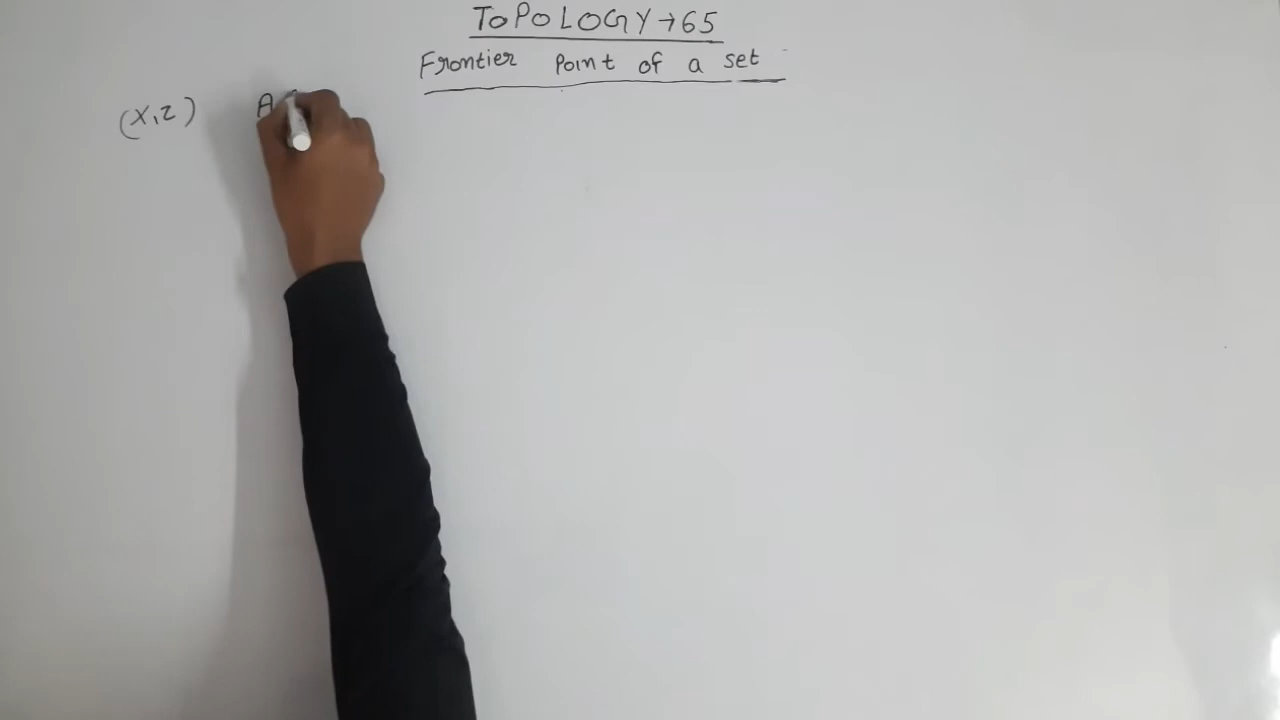 TOPOLOGY→65
Frontier Point of a set
(X,τ) A